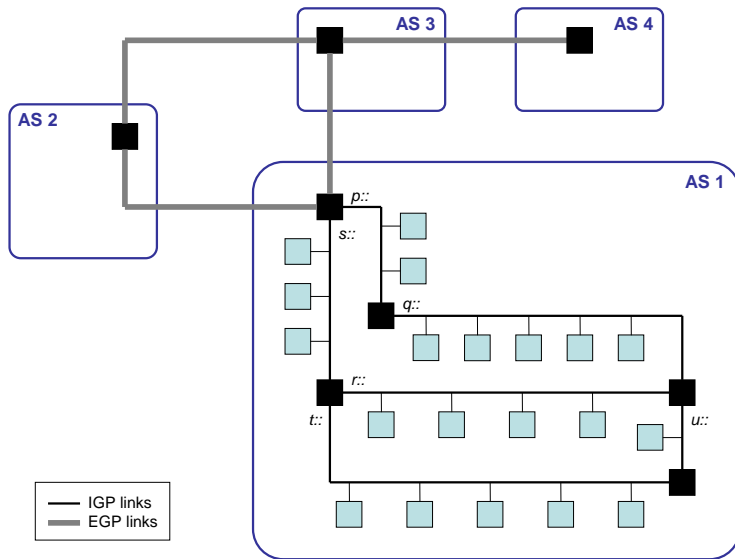 AS 3
AS 4
AS 2
AS 1
p::
s::
q::
r::
t::
u::
IGP links
EGP links